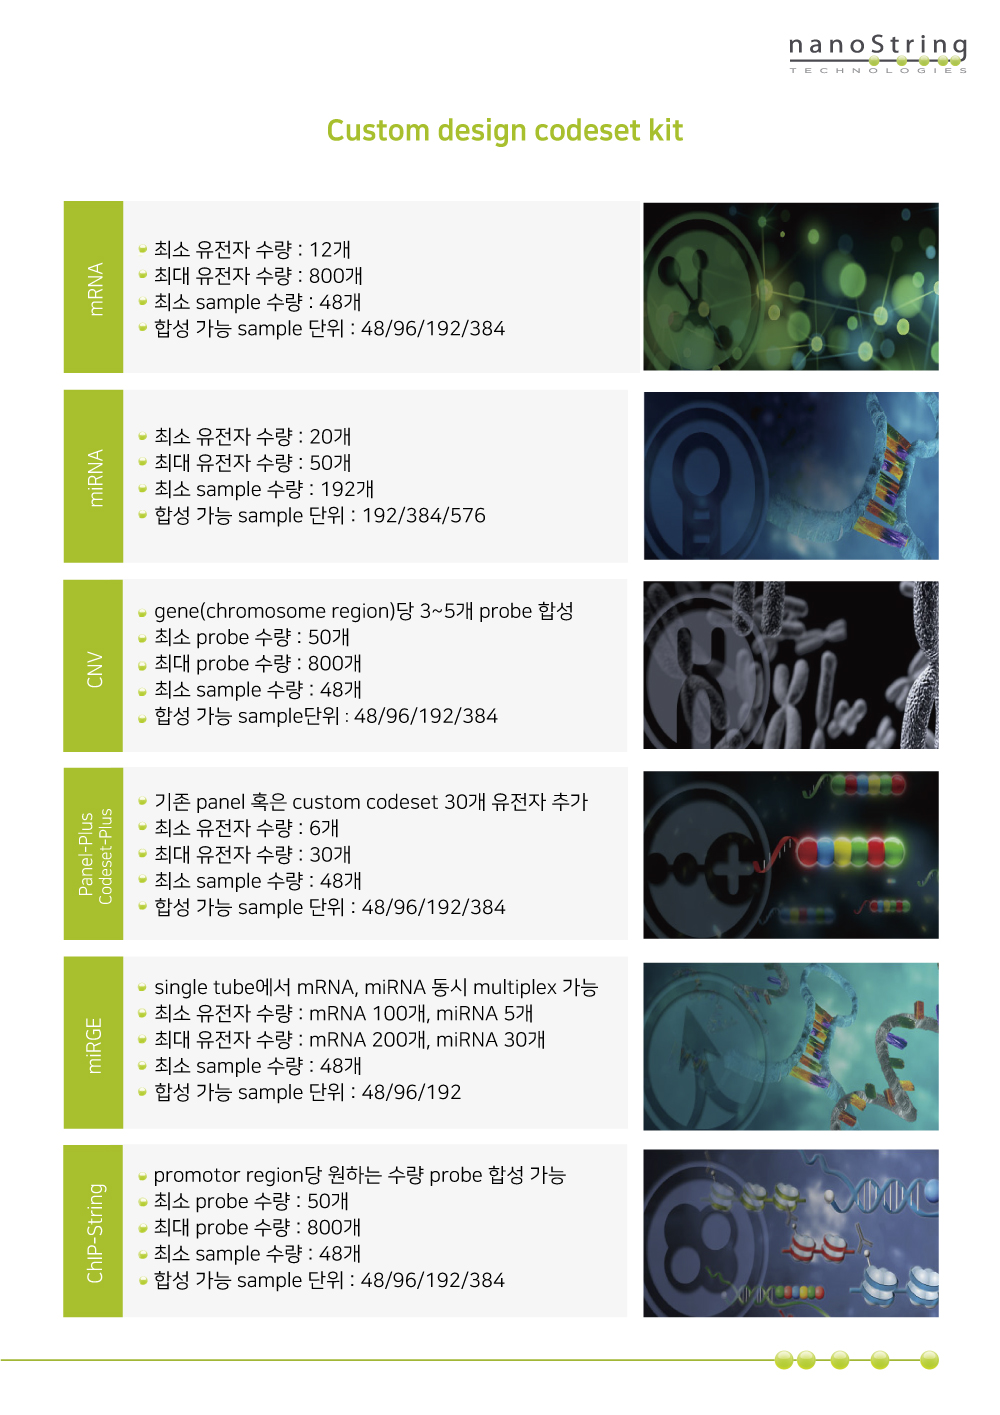 nanoString
TECHNOLOGIES
Custom design codeset kit
mRNA
최소 유전자 수량 : 12개
최대 유전자 수량 : 800개
최소 sample 수량 : 48개
합성 가능 sample 단위 : 48/96/192/384
miRNA
최소 유전자 수량 : 20개
최대 유전자 수량 : 50개
최소 sample 수량 : 192개
합성 가능 sample 단위 : 192/384/576
CNV
gene(chromosome region)당 3~5개 probe 합성
최소 probe 수량 : 50개
최대 probe 수량 : 800개
최소 sample 수량 : 48개
합성 가능 sample단위 : 48/96/192/384
Panel-Plus
Codeset-Plus
기존 panel 혹은 custom codeset 30개 유전자 추가
최소 유전자 수량 : 6개
최대 유전자 수량 : 30개
최소 sample 수량 : 48개
합성 가능 sample 단위 : 48/96/192/384
miRGE
single tube에서 mRNA, miRNA 동시 multiplex 가능
최소 유전자 수량 : mRNA 100개, miRNA 5개
최대 유전자 수량 : mRNA 200개, miRNA 30개
최소 sample 수량 : 48개
합성 가능 sample 단위 : 48/96/192
ChIP-String
promotor region당 원하는 수량 probe 합성 가능
최소 probe 수량 : 50개
최대 probe 수량 : 800개
최소 sample 수량 : 48개
합성 가능 sample 단위 : 48/96/192/384